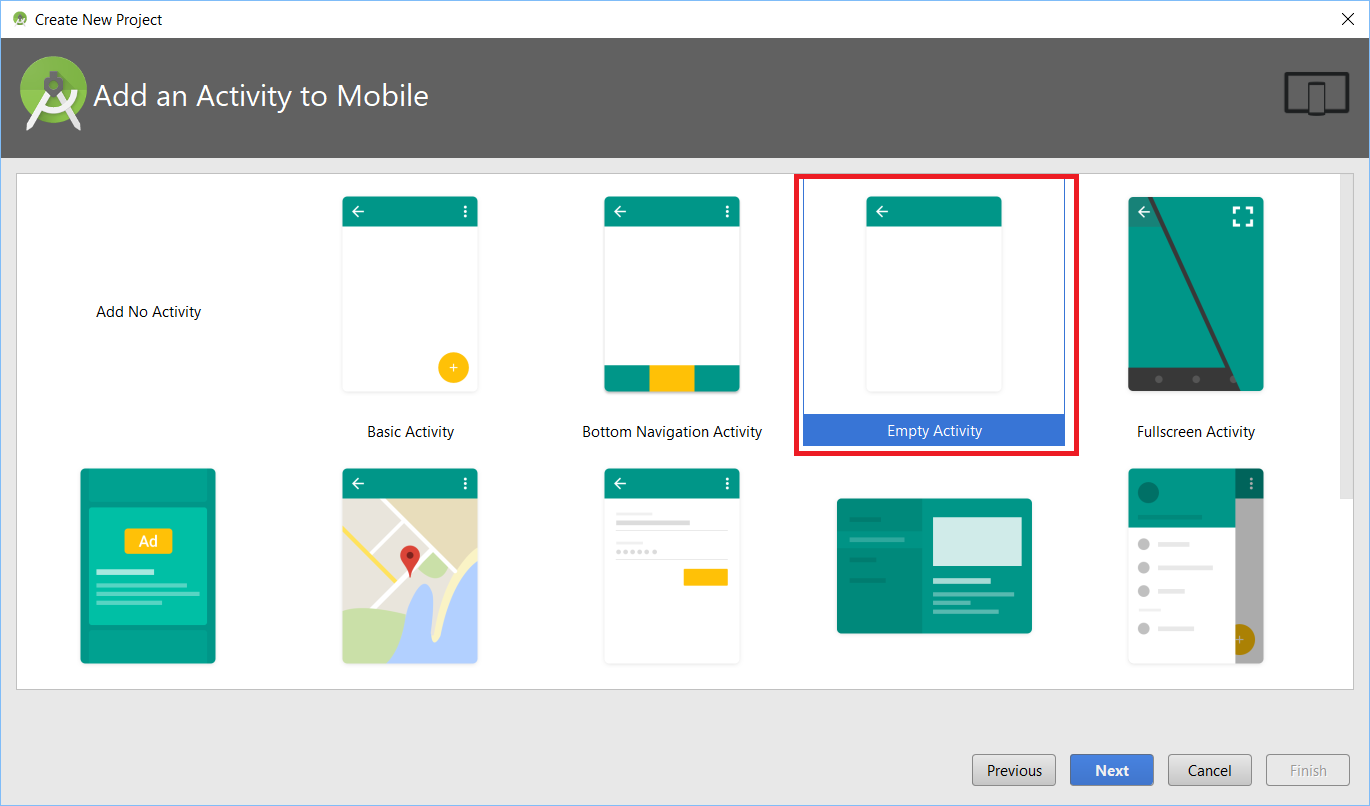 Create New Project
Add an Activity to Mobile
Add No Activity
Basic Activity
Bottom Navigation Activity
Empty Activity
Fullscreen Activity
Ad
Previous
Next
Cancel
Finish